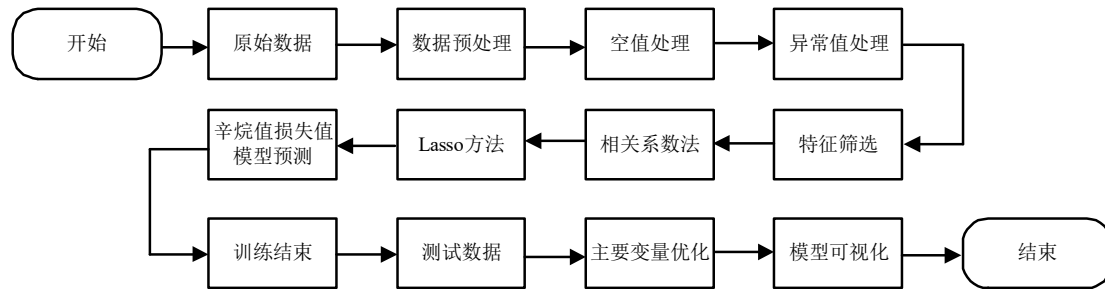 开始
原始数据
数据预处理
空值处理
异常值处理
特征筛选
相关系数法
Lasso方法
辛烷值损失值
模型预测
训练结束
测试数据
主要变量优化
模型可视化
结束